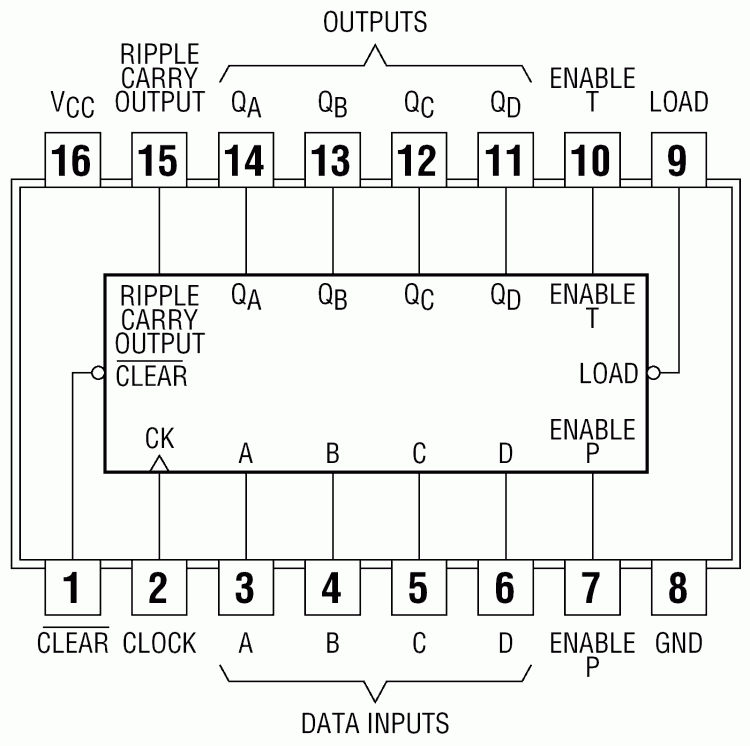 OUTPUTS
RIPPLE
CARRY
OUTPUT
VCC
QA
QB
QC
QD
ENABLE
T
LOAD
16
15
14
13
12
11
10
9
RIPPLE
CARRY
OUTPUT
QA
QB
QC
QD
ENABLE
T
CLEAR
LOAD
CK
A
B
C
D
ENABLE
P
1
2
3
4
5
6
7
8
CLEAR
CLOCK
A
B
C
D
ENABLE
P
GND
DATA INPUTS